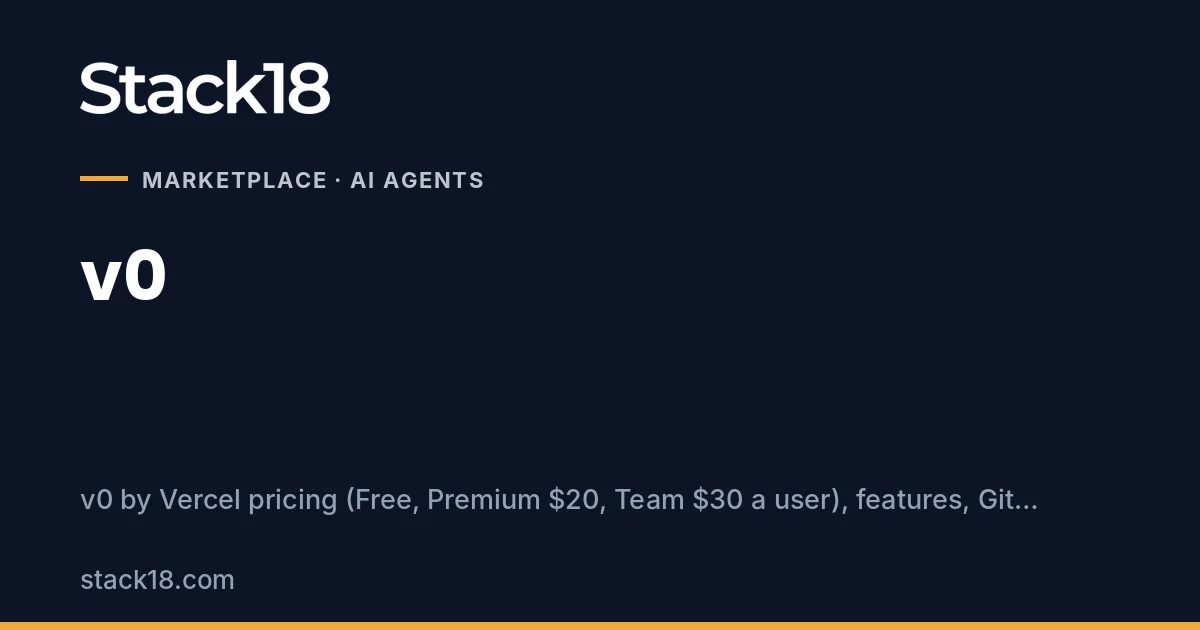 Stack18
MARKETPLACE · AI AGENTS
v0
v0 by Vercel pricing (Free, Premium $20, Team $30 a user), features, Git...
stack18.com